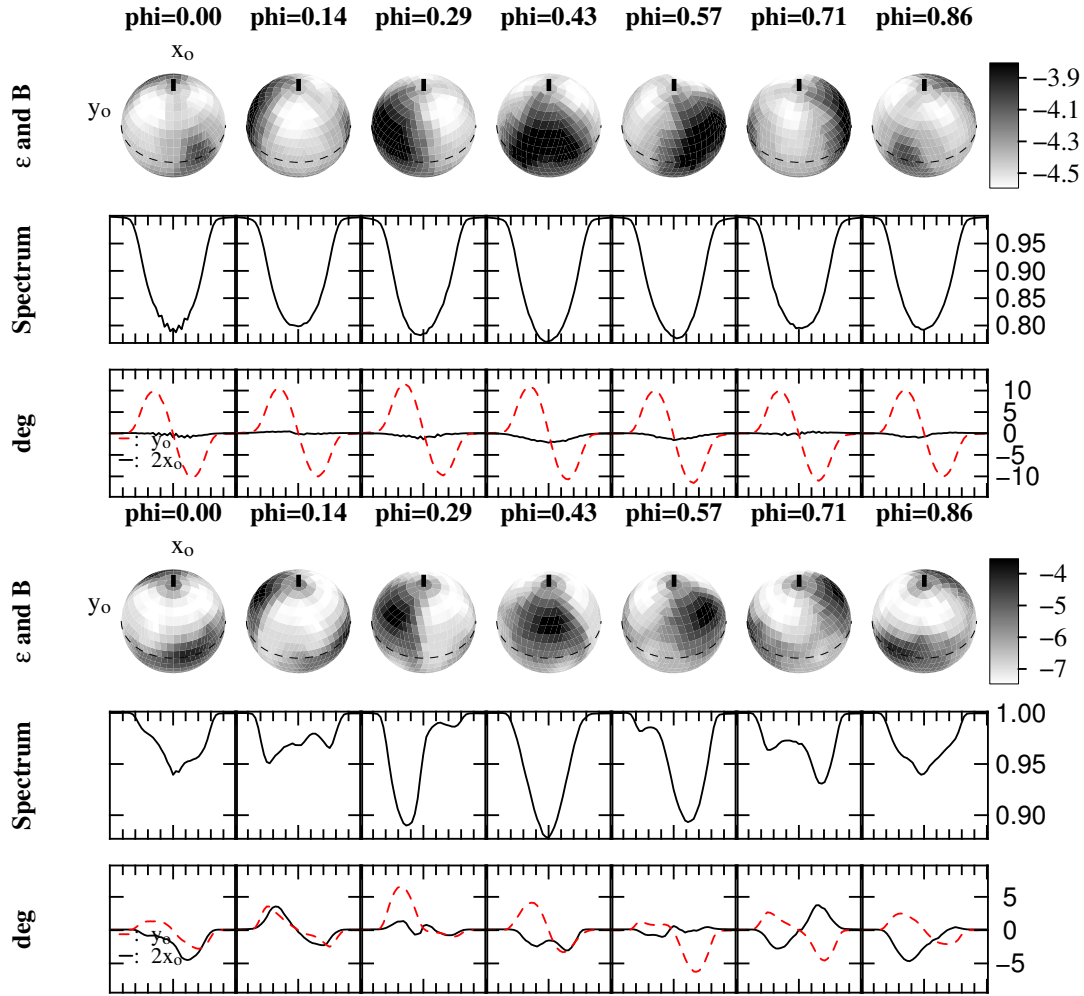 phi=0.00 phi=0.14 phi=0.29 phi=0.43 phi=0.57 phi=0.71 phi=0.86
xo
yo
ε and B
−3.9
−4.1
−4.3
−4.5
Spectrum
0.95
0.90
0.85
0.80
deg
10
5
0
−5
−10
−: yo
−: 2xo
phi=0.00 phi=0.14 phi=0.29 phi=0.43 phi=0.57 phi=0.71 phi=0.86
xo
yo
ε and B
−4
−5
−6
−7
Spectrum
1.00
0.95
0.90
deg
5
0
−5
−: yo
−: 2xo